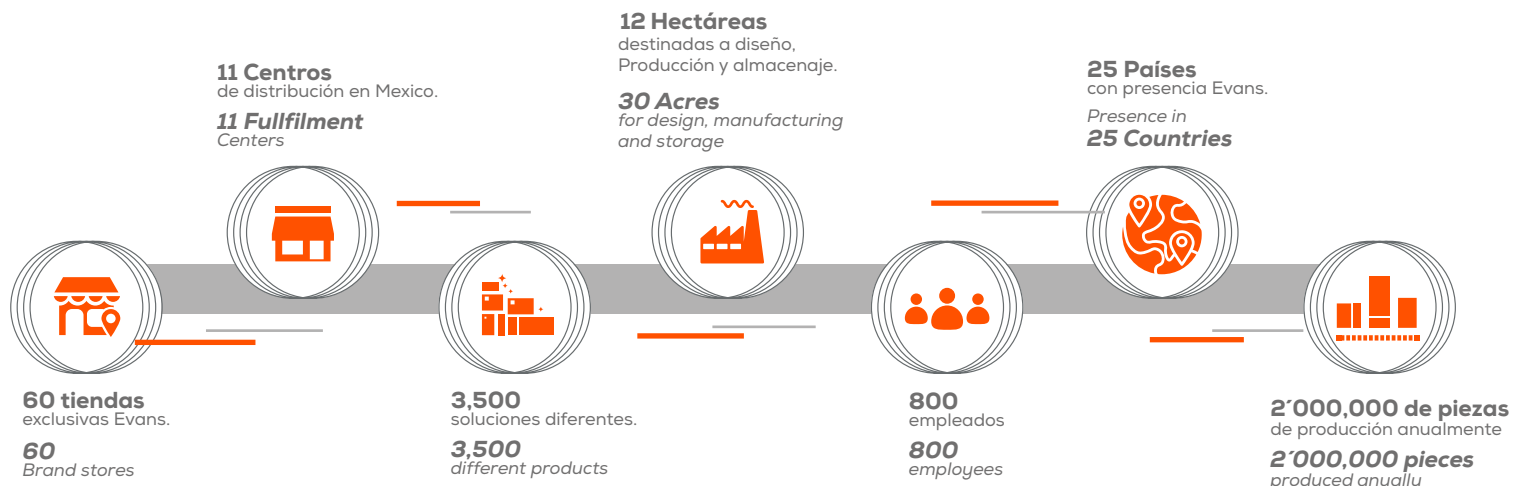 60 tiendas
exclusivas Evans.
60
Brand stores
11 Centros
de distribución en Mexico.
11 Fullfilment
Centers
3,500
soluciones diferentes.
3,500
different products
12 Hectáreas
destinadas a diseño,
Producción y almacenaje.
30 Acres
for design, manufacturing
and storage
800
empleados
800
employees
25 Países
con presencia Evans.
Presence in
25 Countries
2´000,000 de piezas
de producción anualmente
2´000,000 pieces
produced anually